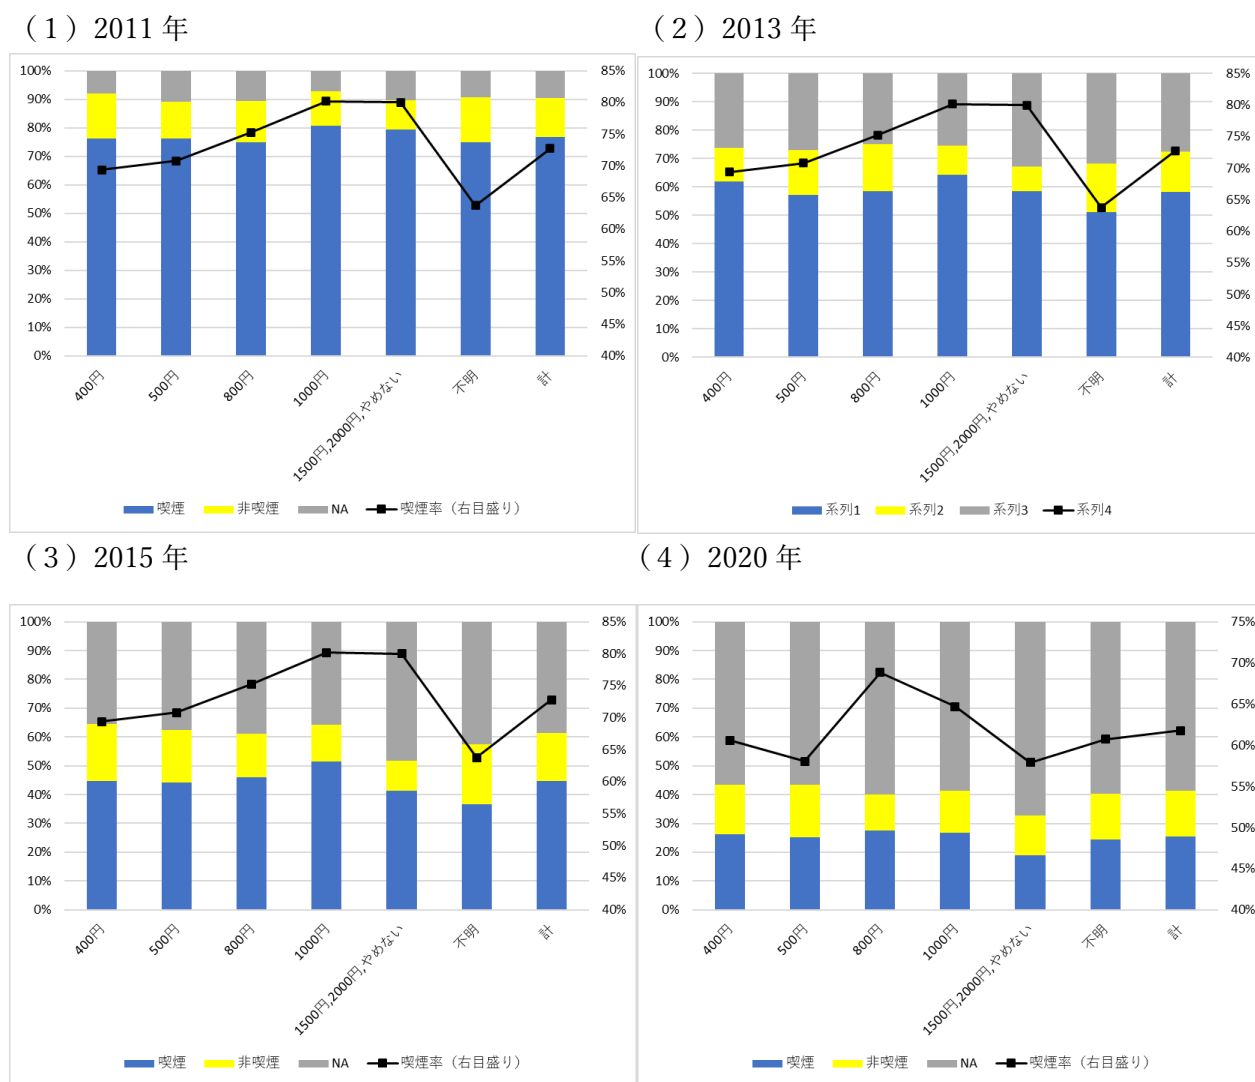 (1) 2011 年
100%
90%
80%
70%
60%
50%
40%
30%
20%
10%
0%
85%
80%
75%
70%
65%
60%
55%
50%
45%
40%
400円
500円
800円
1000円
1500円,2000円,やめない
不明
計
喫煙 非喫煙 NA 喫煙率（右目盛り）
(2) 2013 年
100%
90%
80%
70%
60%
50%
40%
30%
20%
10%
0%
85%
80%
75%
70%
65%
60%
55%
50%
45%
40%
400円
500円
800円
1000円
1500円,2000円,やめない
不明
計
系列1 系列2 系列3 系列4
(3) 2015 年
100%
90%
80%
70%
60%
50%
40%
30%
20%
10%
0%
85%
80%
75%
70%
65%
60%
55%
50%
45%
40%
400円
500円
800円
1000円
1500円,2000円,やめない
不明
計
喫煙 非喫煙 NA 喫煙率（右目盛り）
(4) 2020 年
100%
90%
80%
70%
60%
50%
40%
30%
20%
10%
0%
75%
70%
65%
60%
55%
50%
45%
40%
400円
500円
800円
1000円
1500円,2000円,やめない
不明
計
喫煙 非喫煙 NA 喫煙率（右目盛り）